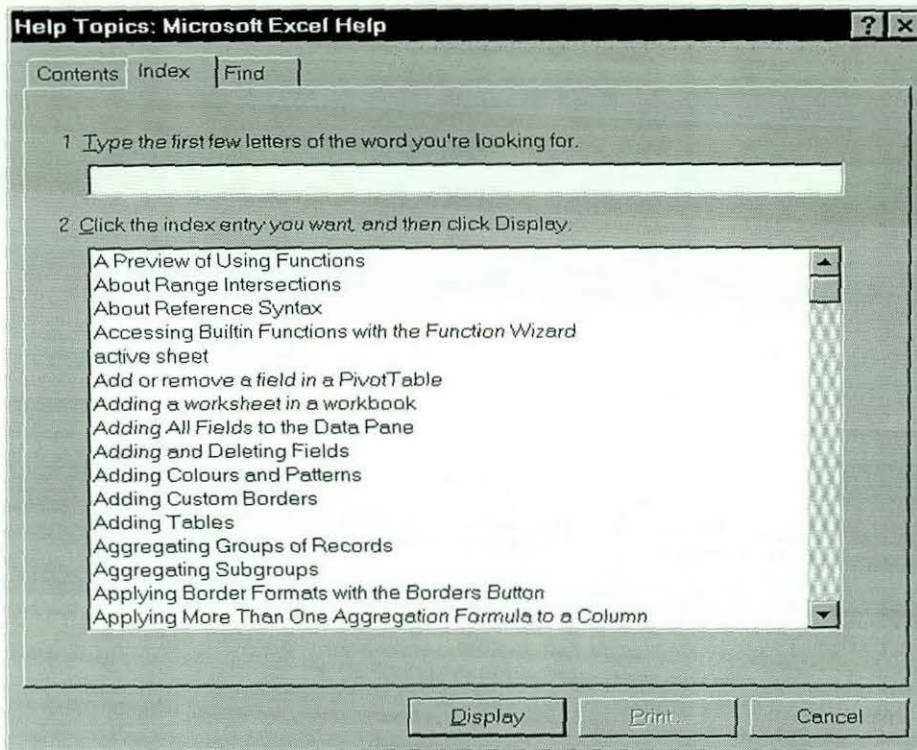 Help Topics: Microsoft Excel Help ? ×
Contents Index Find
1 Type the first few letters of the word you're looking for.
2 Click the index entry you want, and then click Display.
A Preview of Using Functions
About Range Intersections
About Reference Syntax
Accessing Builtin Functions with the Function Wizard
active sheet
Add or remove a field in a PivotTable
Adding a worksheet in a workbook
Adding All Fields to the Data Pane
Adding and Deleting Fields
Adding Colours and Patterns
Adding Custom Borders
Adding Tables
Aggregating Groups of Records
Aggregating Subgroups
Applying Border Formats with the Borders Button
Applying More Than One Aggregation Formula to a Column
Display Print... Cancel